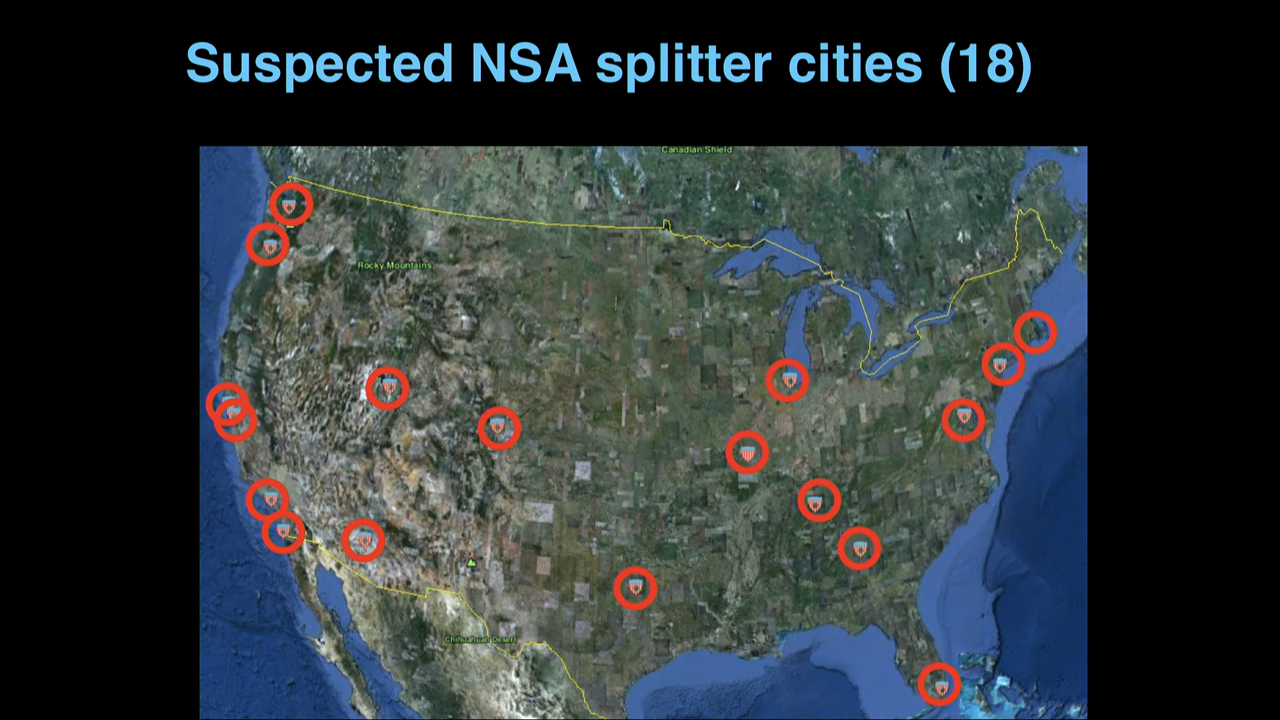 Suspected NSA splitter cities (18)
Canadian Shield
Rocky Mountains
Chihuahuan Desert